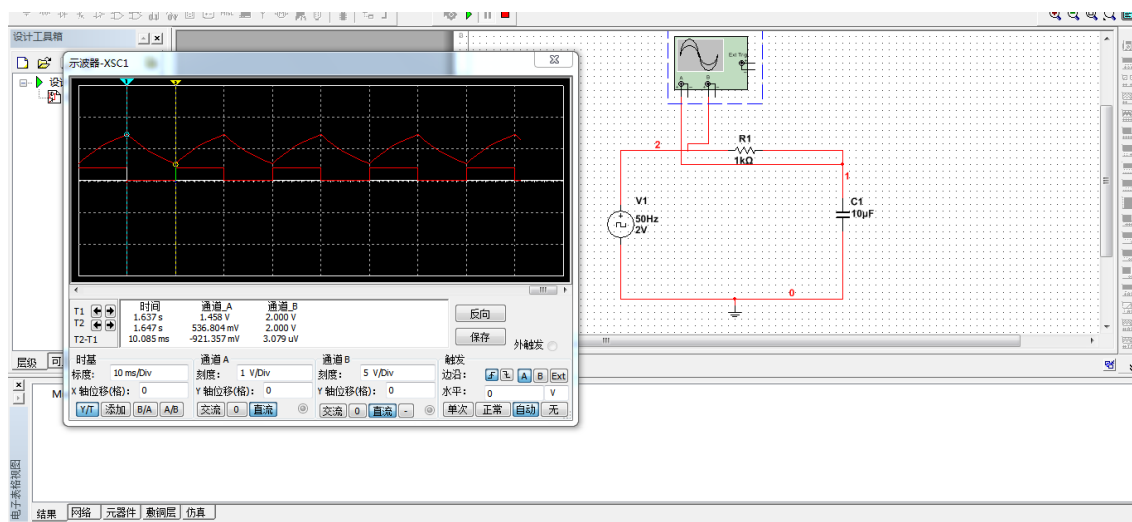 设计工具箱
示波器-XSC1
T1
T2
T2-T1
时间 通道_A 通道_B
1.637 s 1.458 V 2.000 V
1.647 s 536.804 mV 2.000 V
10.085 ms -921.357 mV 3.079 uV
反向
保存
外触发
时基
标度: 10 ms/Div
X 轴位移(格): 0
Y/T 添加 B/A A/B
通道 A
刻度: 1 V/Div
Y 轴位移(格): 0
交流 0 直流
通道 B
刻度: 5 V/Div
Y 轴位移(格): 0
交流 0 直流 -
触发
边沿: A B Ext
水平: 0 V
单次 正常 自动 无
Ext Trig
A B
2
R1
1kΩ
1
V1
50Hz
2V
C1
10µF
0
层级 可
M
电子表格视图
结果 网络 元器件 敷铜层 仿真